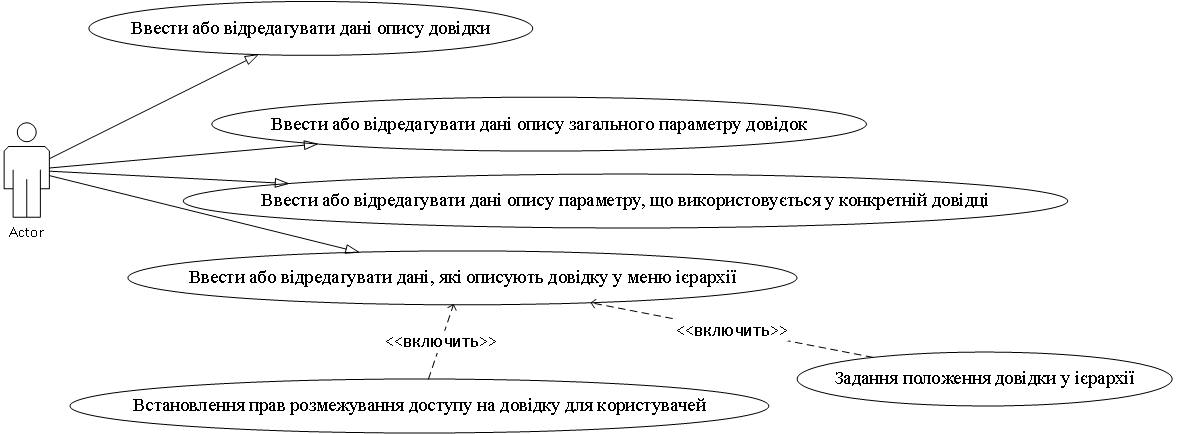 Ввести або відредагувати дані опису довідки
Ввести або відредагувати дані опису загального параметру довідок
Ввести або відредагувати дані опису параметру, що використовується у конкретній довідці
Actor
Ввести або відредагувати дані, які описують довідку у меню ієрархії
<<включить>>
<<включить>>
Задання положення довідки у ієрархії
Встановлення прав розмежування доступу на довідку для користувачей